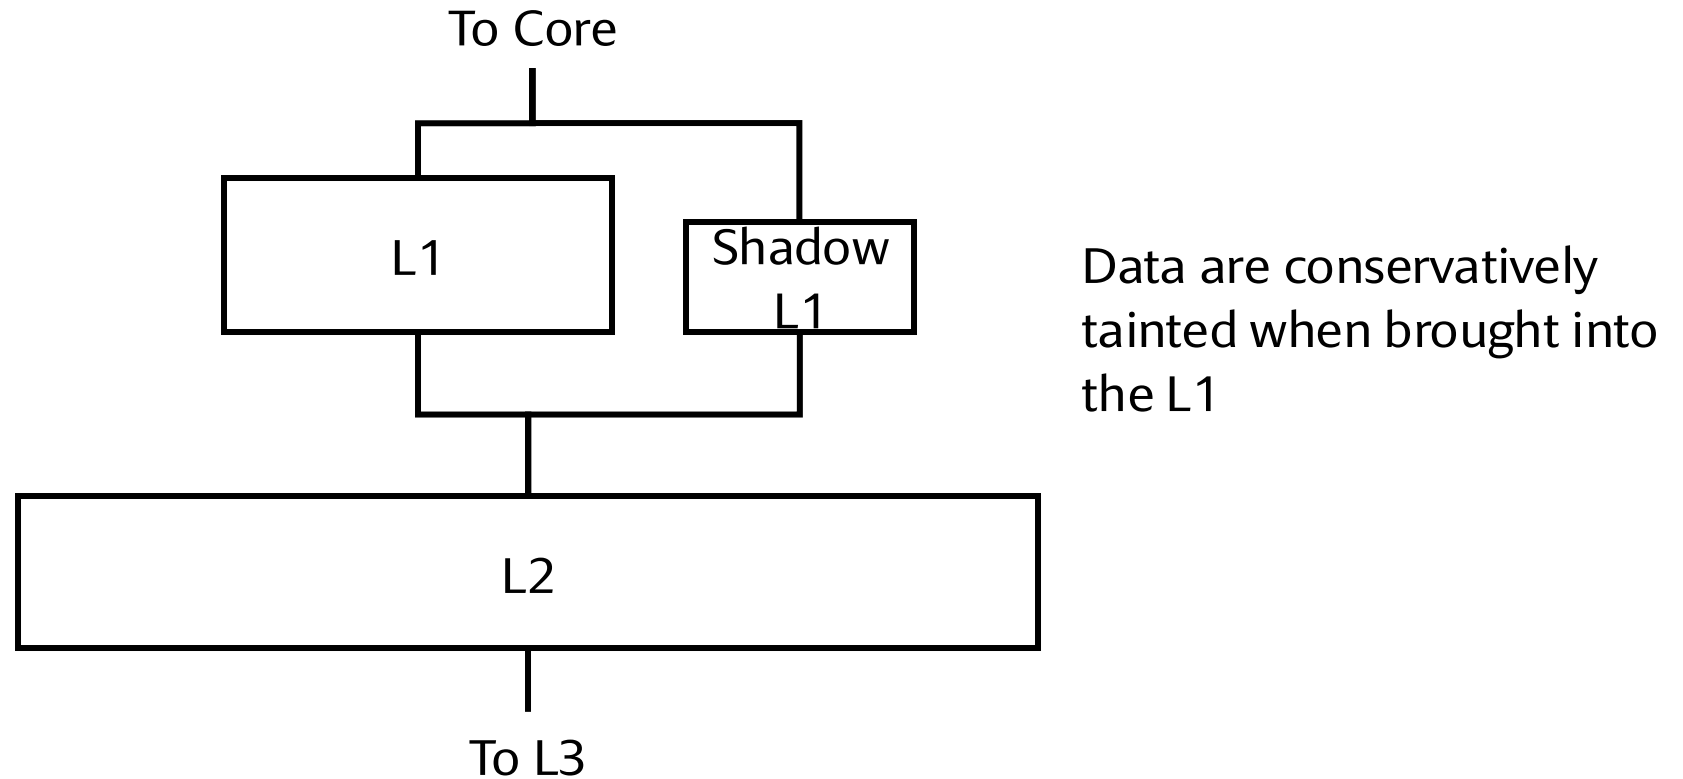 To Core
L1
Shadow
L1
Data are conservatively
tainted when brought into
the L1
L2
To L3